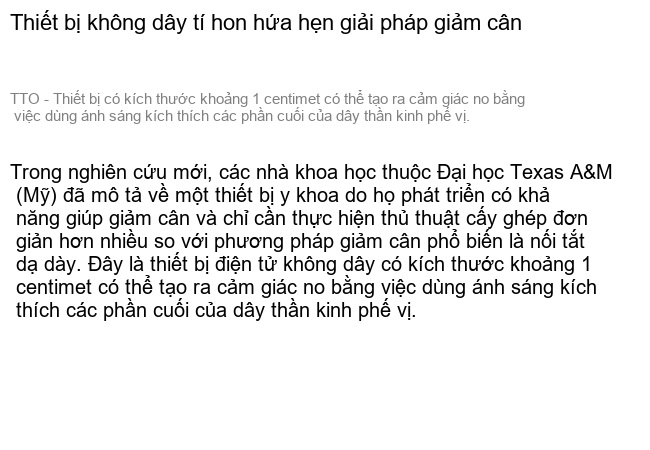 Thiết bị không dây tí hon hứa hẹn giải pháp giảm cân
TTO - Thiết bị có kích thước khoảng 1 centimet có thể tạo ra cảm giác no bằng
việc dùng ánh sáng kích thích các phần cuối của dây thần kinh phế vị.
Trong nghiên cứu mới, các nhà khoa học thuộc Đại học Texas A&M
(Mỹ) đã mô tả về một thiết bị y khoa do họ phát triển có khả
năng giúp giảm cân và chỉ cần thực hiện thủ thuật cấy ghép đơn
giản hơn nhiều so với phương pháp giảm cân phổ biến là nối tắt
dạ dày. Đây là thiết bị điện tử không dây có kích thước khoảng 1
centimet có thể tạo ra cảm giác no bằng việc dùng ánh sáng kích
thích các phần cuối của dây thần kinh phế vị.